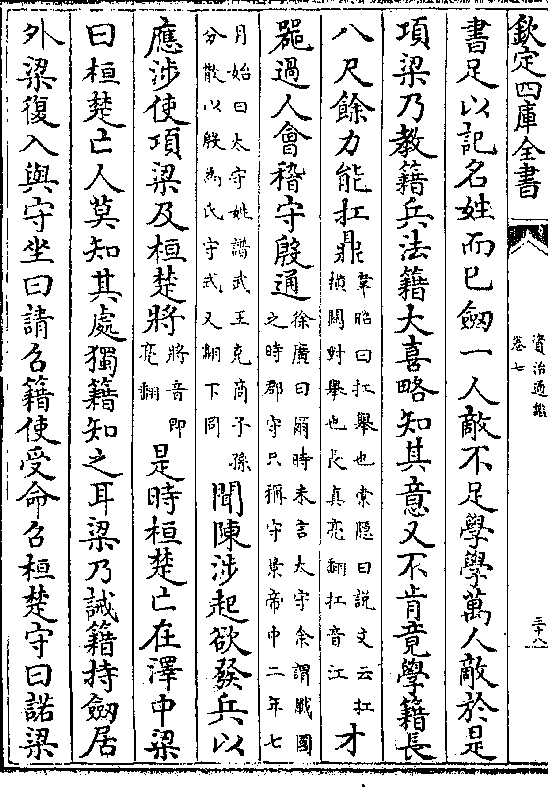 欽定四庫全書
資治通鑑
卷七
三十八
書足以記名姓而已劒一人敵不足學學萬人敵於是
項梁乃教籍兵法籍大喜略知其意又不肯竟學籍長
八尺餘力能扛鼎
韋昭曰扛舉也索隱曰説文云扛
横關對舉也長直亮翻扛音江
才
噐過人會稽守殷通
徐廣曰爾時未言太守余謂戰國
之時郡守只稱守景帝中二年七
月始曰太守姓譜武王克商子孫
分散以殷為氏守式又翻下同
聞陳涉起欲發兵以
應涉使項梁及桓楚將
將音即
亮翻
是時桓楚亡在澤中梁
曰桓楚亡人莫知其處獨籍知之耳梁乃誡籍持劒居
外梁復入與守坐曰請召籍使受命召桓楚守曰諾梁